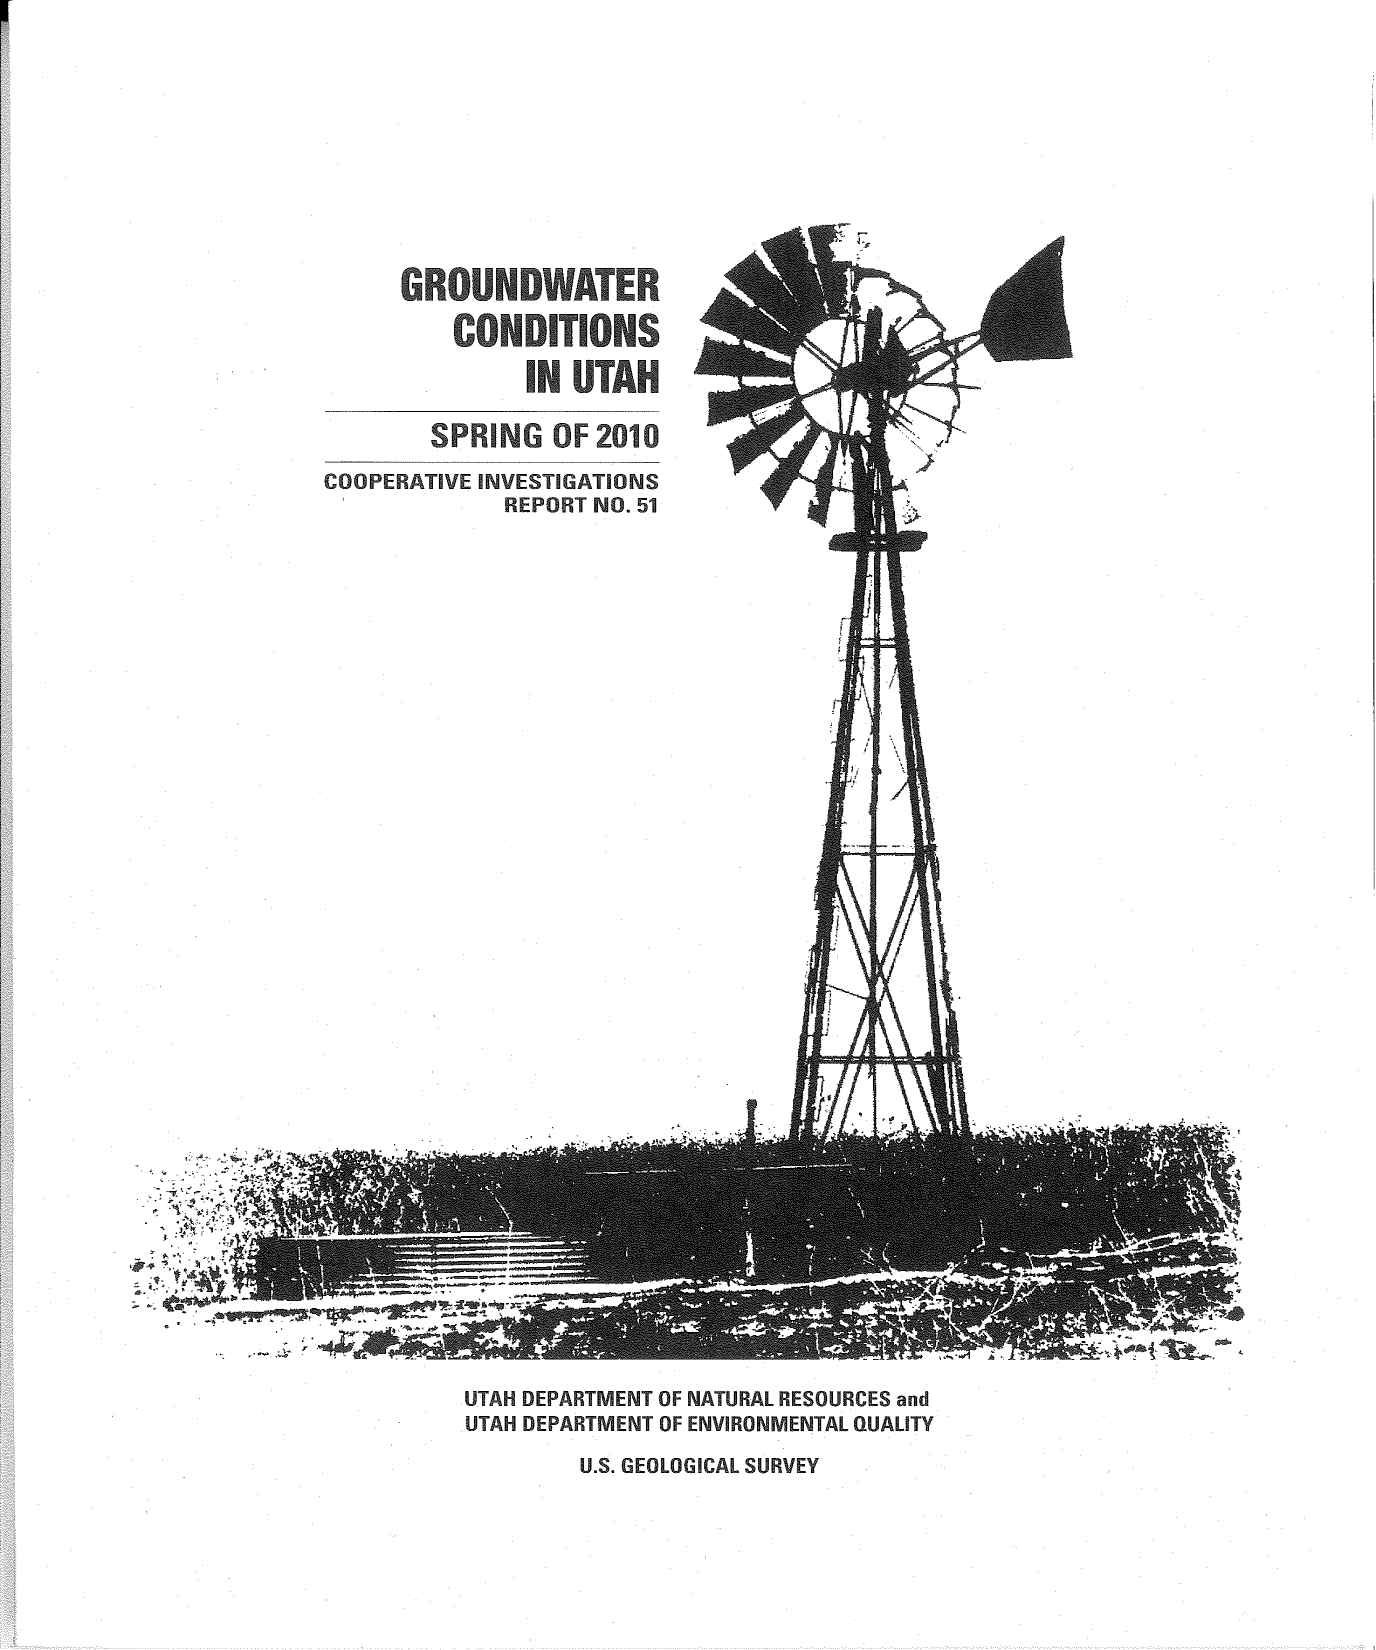 GROUNDWATER
CONDITIONS
IN UTAH
SPRING OF 2010
COOPERATIVE INVESTIGATIONS
REPORT NO. 51
UTAH DEPARTMENT OF NATURAL RESOURCES and
UTAH DEPARTMENT OF ENVIRONMENTAL QUALITY
U.S. GEOLOGICAL SURVEY